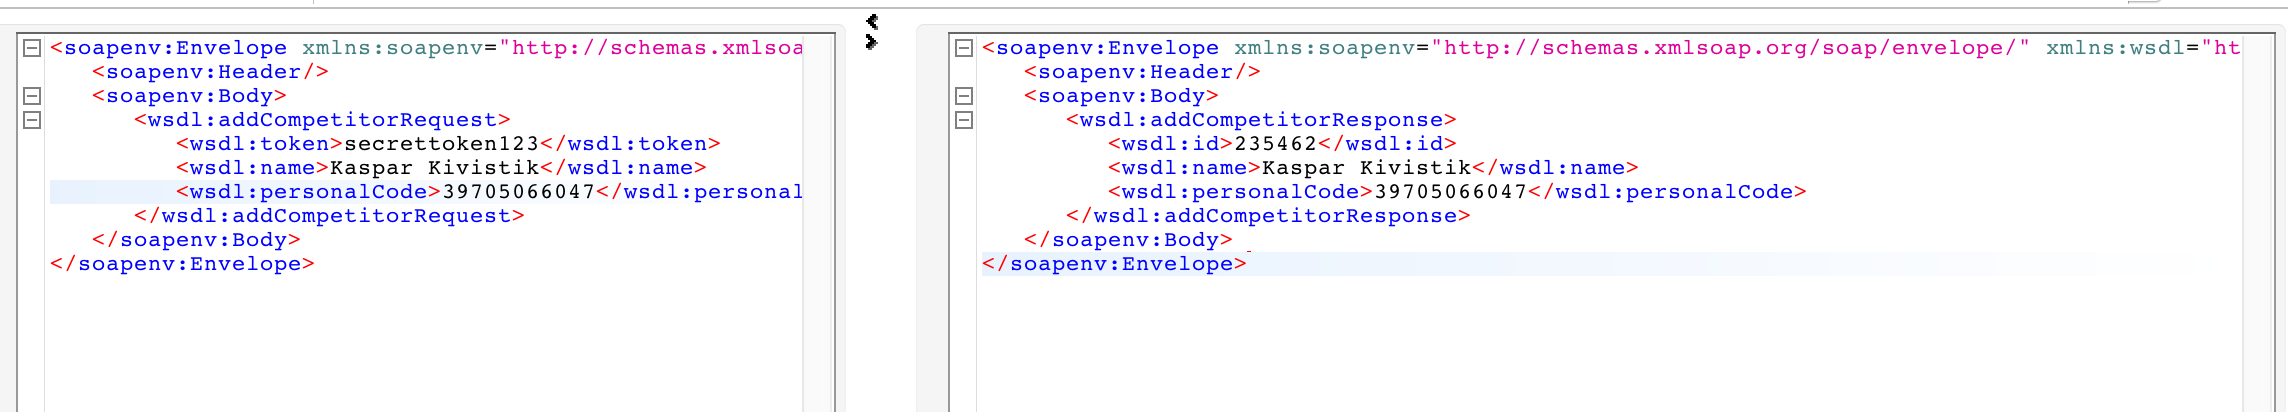 <soapenv:Envelope xmlns:soapenv="http://schemas.xmlsoa
<soapenv:Header/>
<soapenv:Body>
<wsdl:addCompetitorRequest>
<wsdl:token>secrettoken123</wsdl:token>
<wsdl:name>Kaspar Kivistik</wsdl:name>
<wsdl:personalCode>39705066047</wsdl:personal
</wsdl:addCompetitorRequest>
</soapenv:Body>
</soapenv:Envelope>
<soapenv:Envelope xmlns:soapenv="http://schemas.xmlsoap.org/soap/envelope/" xmlns:wsdl="ht
<soapenv:Header/>
<soapenv:Body>
<wsdl:addCompetitorResponse>
<wsdl:id>235462</wsdl:id>
<wsdl:name>Kaspar Kivistik</wsdl:name>
<wsdl:personalCode>39705066047</wsdl:personalCode>
</wsdl:addCompetitorResponse>
</soapenv:Body>
</soapenv:Envelope>